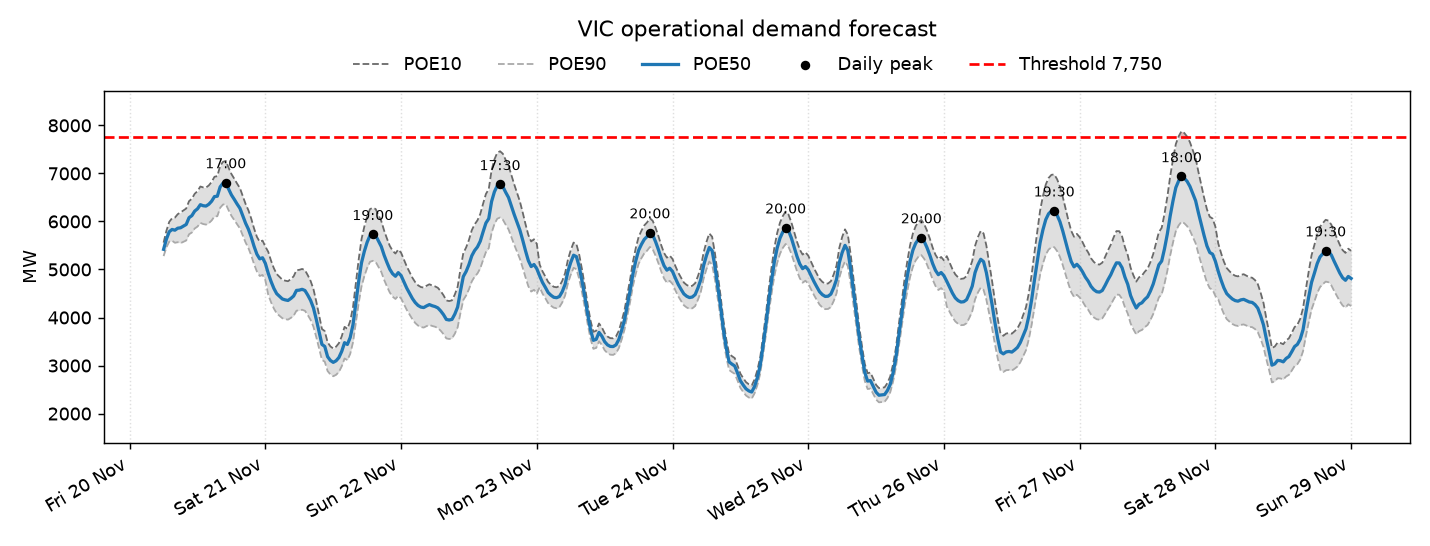 VIC operational demand forecast
POE10 POE90 POE50 Daily peak Threshold 7,750
MW
8000
7000
6000
5000
4000
3000
2000
17:00
19:00
17:30
20:00
20:00
20:00
19:30
18:00
19:30
Fri 20 Nov
Sat 21 Nov
Sun 22 Nov
Mon 23 Nov
Tue 24 Nov
Wed 25 Nov
Thu 26 Nov
Fri 27 Nov
Sat 28 Nov
Sun 29 Nov